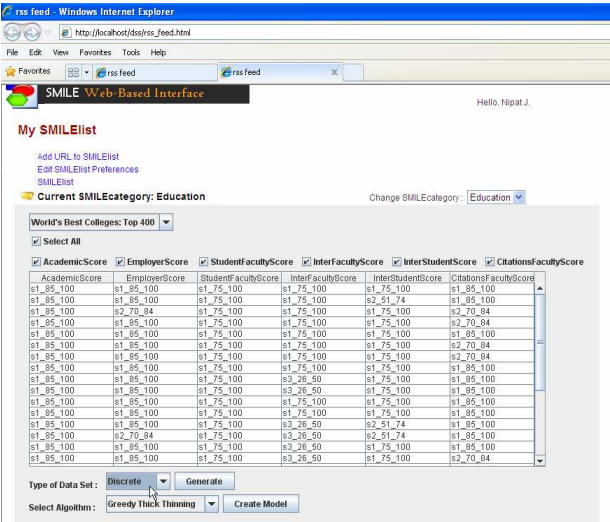 rss feed - Windows Internet Explorer
http://localhost/dss/rss_feed.html
File Edit View Favorites Tools Help
Favorites rss feed rss feed X
SMILE Web-Based Interface
Hello, Nipat J.
My SMILElist
Add URL to SMILElist
Edit SMILElist Preferences
SMILElist
Current SMILEcategory: Education Change SMILEcategory : Education
World's Best Colleges: Top 400
Select All
AcademicScore EmployerScore StudentFacultyScore InterFacultyScore InterStudentScore CitationsFacultyScore
AcademicScore EmployerScore StudentFacultyScore InterFacultyScore InterStudentScore CitationsFacultyScore
s1_85_100 s1_85_100 s1_75_100 s1_75_100 s1_75_100 s1_85_100
s1_85_100 s1_85_100 s1_75_100 s1_75_100 s2_51_74 s1_85_100
s1_85_100 s2_70_84 s1_75_100 s1_75_100 s1_75_100 s2_70_84
s1_85_100 s1_85_100 s1_75_100 s1_75_100 s1_75_100 s2_70_84
s1_85_100 s1_85_100 s1_75_100 s1_75_100 s1_75_100 s1_85_100
s1_85_100 s1_85_100 s1_75_100 s1_75_100 s1_75_100 s2_70_84
s1_85_100 s1_85_100 s1_75_100 s1_75_100 s1_75_100 s2_70_84
s1_85_100 s1_85_100 s1_75_100 s1_75_100 s1_75_100 s1_85_100
s1_85_100 s1_85_100 s1_75_100 s3_26_50 s1_75_100 s1_85_100
s1_85_100 s1_85_100 s1_75_100 s3_26_50 s1_75_100 s1_85_100
s1_85_100 s1_85_100 s1_75_100 s1_75_100 s1_75_100 s1_85_100
s1_85_100 s1_85_100 s1_75_100 s3_26_50 s1_75_100 s1_85_100
s1_85_100 s1_85_100 s1_75_100 s3_26_50 s2_51_74 s1_85_100
s1_85_100 s2_70_84 s1_75_100 s3_26_50 s2_51_74 s1_85_100
s1_85_100 s1_85_100 s1_75_100 s3_26_50 s1_75_100 s1_85_100
s1_85_100 s1_85_100 s1_75_100 s3_26_50 s1_75_100 s2_70_84
Type of Data Set : Discrete Generate
Select Algoithm : Greedy Thick Thinning Create Model